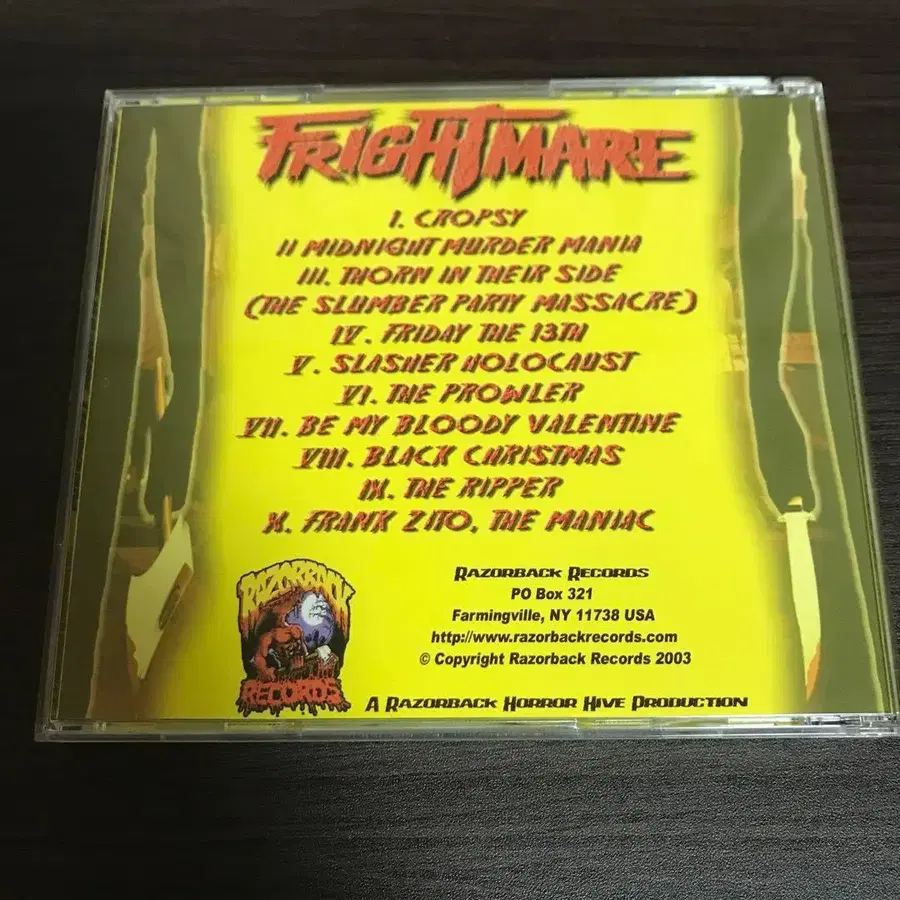 FRIGHTMARE
I. CROPSY
II MIDNIGHT MURDER MANIA
III. THORN IN THEIR SIDE
(THE SLUMBER PARTY MASSACRE)
IV. FRIDAY THE 13TH
V. SLASHER HOLOCAUST
VI. THE PROWLER
VII. BE MY BLOODY VALENTINE
VIII. BLACK CHRISTMAS
IX. THE RIPPER
X. FRANK ZITO, THE MANIAC
RAZORBACK
RECORDS
RAZORBACK RECORDS
PO Box 321
Farmingville, NY 11738 USA
http://www.razorbackrecords.com
© Copyright Razorback Records 2003
A RAZORBACK HORROR HIVE PRODUCTION